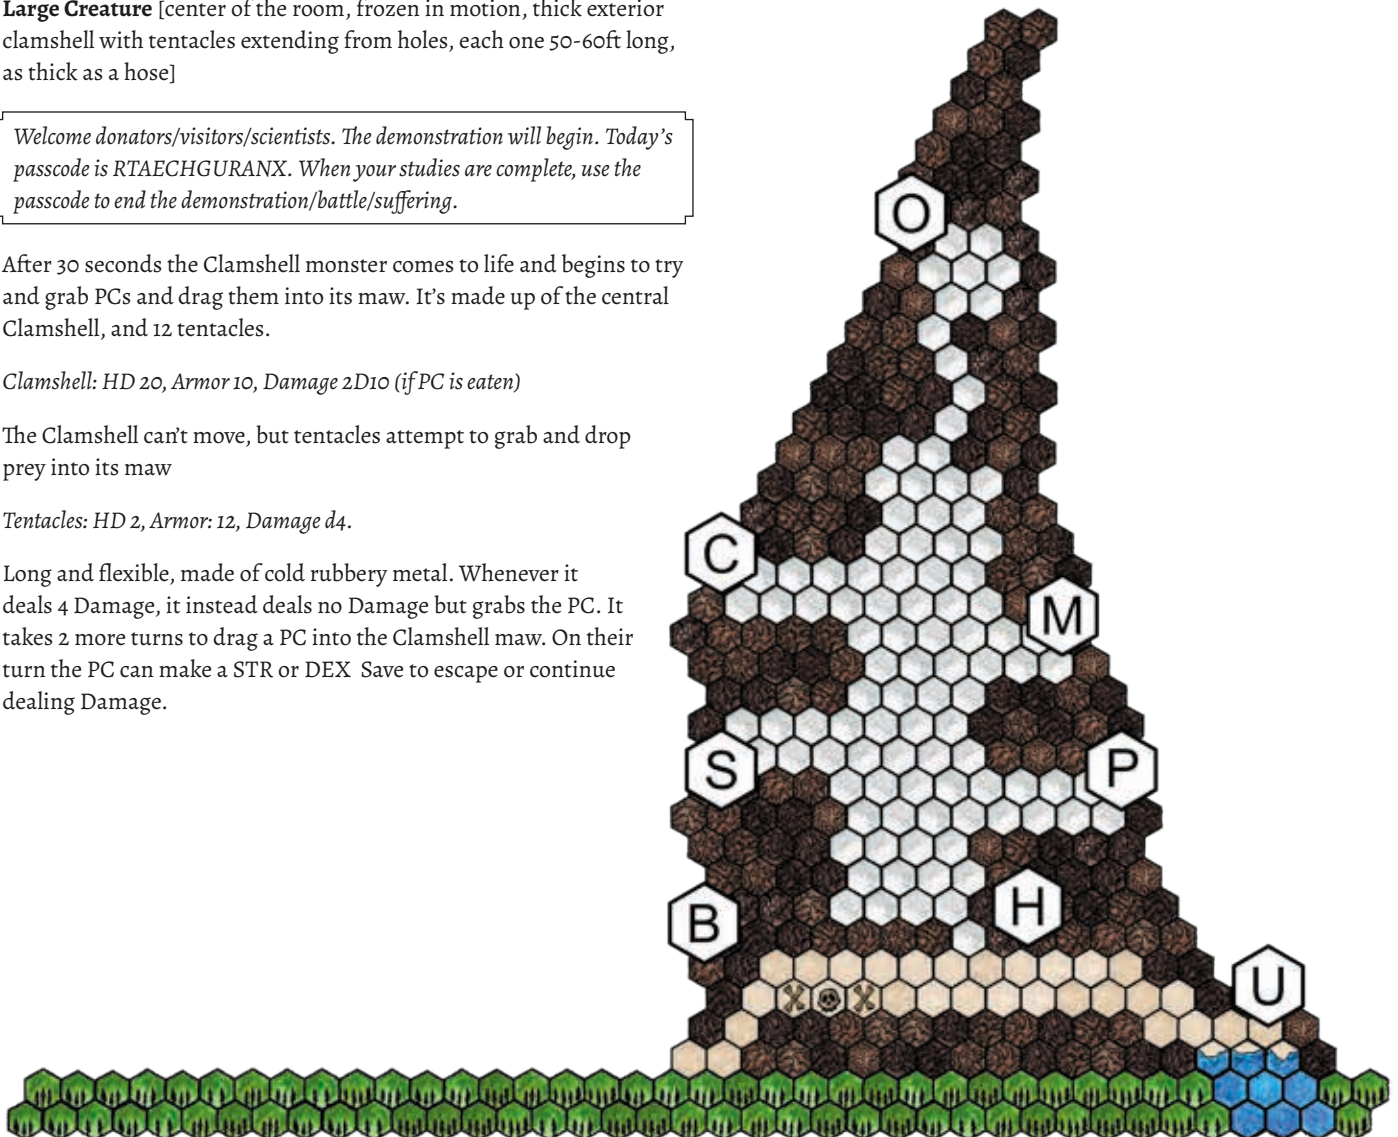 Large Creature [center of the room, frozen in motion, thick exterior
clamshell with tentacles extending from holes, each one 50-60ft long,
as thick as a hose]
Welcome donators/visitors/scientists. The demonstration will begin. Today's
passcode is RTAECHGURANX. When your studies are complete, use the
passcode to end the demonstration/battle/suffering.
After 30 seconds the Clamshell monster comes to life and begins to try
and grab PCs and drag them into its maw. It's made up of the central
Clamshell, and 12 tentacles.
Clamshell: HD 20, Armor 10, Damage 2D10 (if PC is eaten)
The Clamshell can't move, but tentacles attempt to grab and drop
prey into its maw
Tentacles: HD 2, Armor: 12, Damage d4.
Long and flexible, made of cold rubbery metal. Whenever it
deals 4 Damage, it instead deals no Damage but grabs the PC. It
takes 2 more turns to drag a PC into the Clamshell maw. On their
turn the PC can make a STR or DEX Save to escape or continue
dealing Damage.
O
C
M
S
P
B
H
U